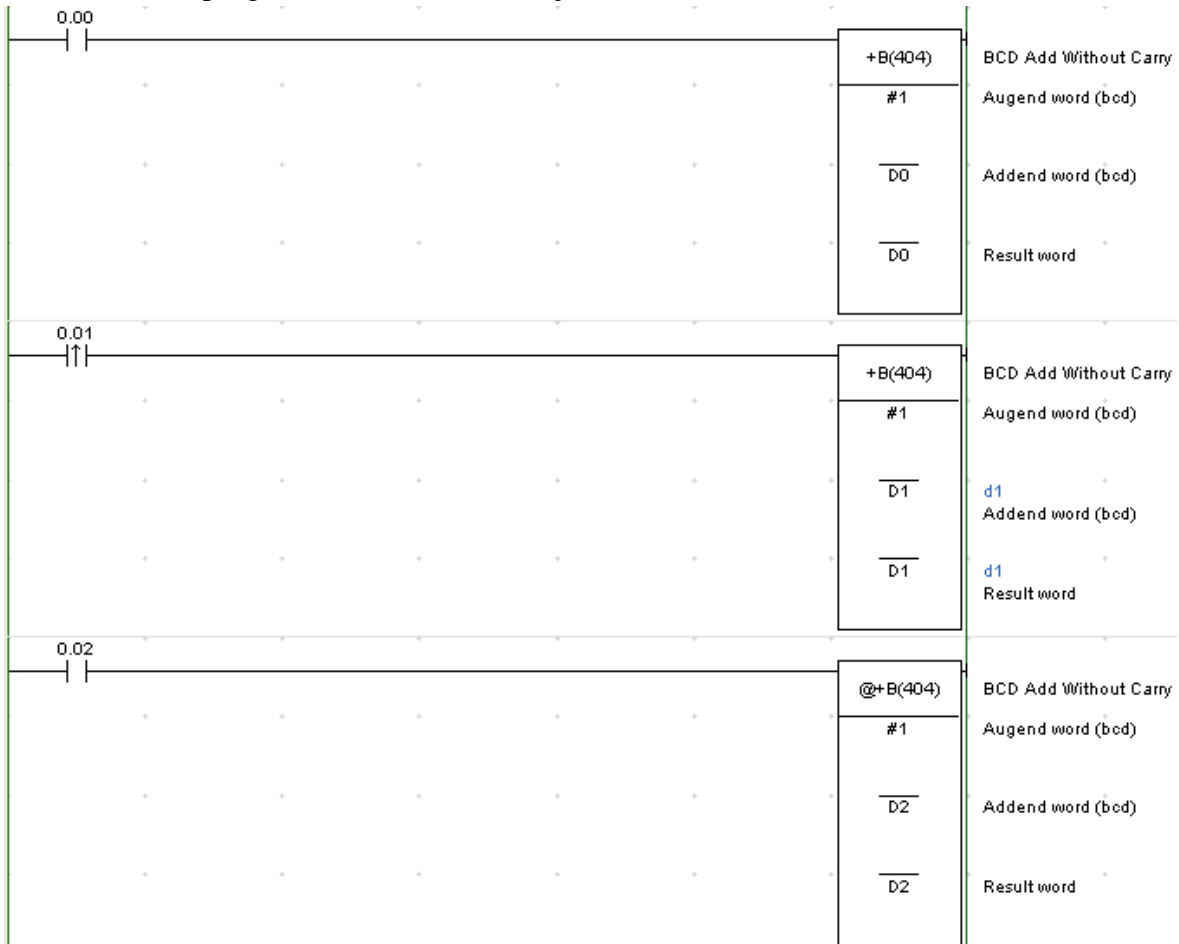 0.00
+B(404) BCD Add Without Carry
#1 Augend word (bcd)
D0 Addend word (bcd)
D0 Result word
0.01
+B(404) BCD Add Without Carry
#1 Augend word (bcd)
D1 d1
Addend word (bcd)
D1 d1
Result word
0.02
@+B(404) BCD Add Without Carry
#1 Augend word (bcd)
D2 Addend word (bcd)
D2 Result word